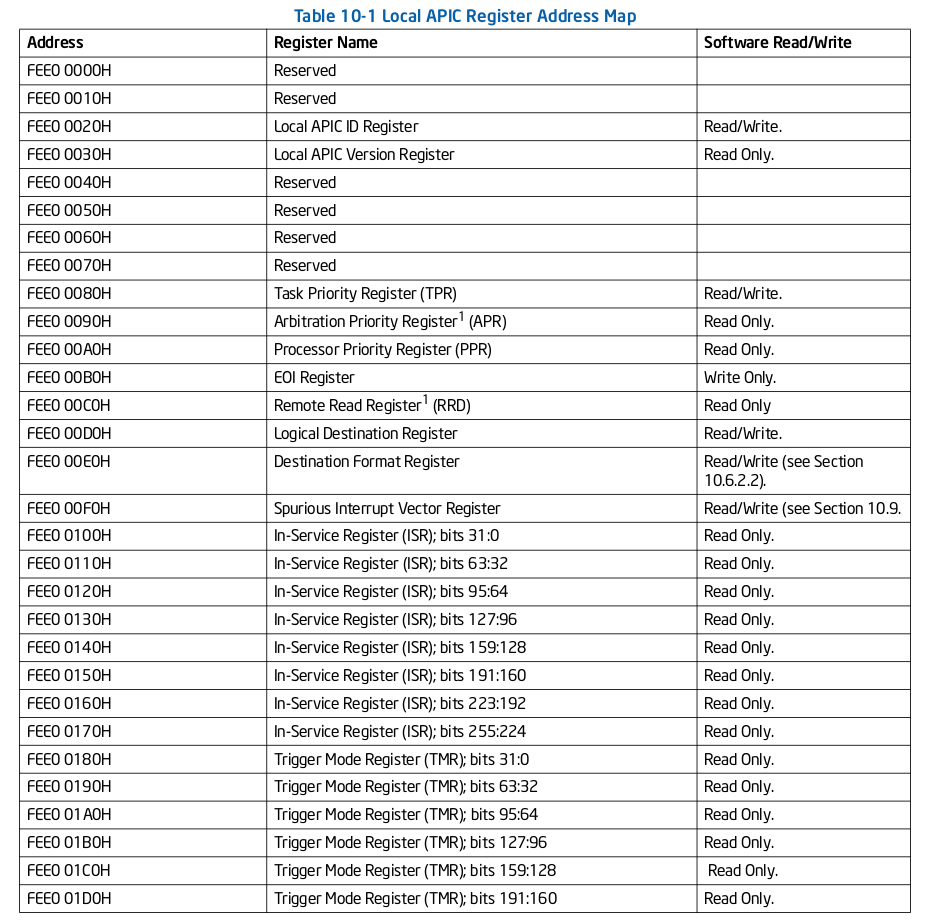 Table 10-1 Local APIC Register Address Map
Address Register Name Software Read/Write
FEE0 0000H Reserved
FEE0 0010H Reserved
FEE0 0020H Local APIC ID Register Read/Write.
FEE0 0030H Local APIC Version Register Read Only.
FEE0 0040H Reserved
FEE0 0050H Reserved
FEE0 0060H Reserved
FEE0 0070H Reserved
FEE0 0080H Task Priority Register (TPR) Read/Write.
FEE0 0090H Arbitration Priority Register1 (APR) Read Only.
FEE0 00A0H Processor Priority Register (PPR) Read Only.
FEE0 00B0H EOI Register Write Only.
FEE0 00C0H Remote Read Register1 (RRD) Read Only
FEE0 00D0H Logical Destination Register Read/Write.
FEE0 00E0H Destination Format Register Read/Write (see Section
10.6.2.2).
FEE0 00F0H Spurious Interrupt Vector Register Read/Write (see Section 10.9.
FEE0 0100H In-Service Register (ISR); bits 31:0 Read Only.
FEE0 0110H In-Service Register (ISR); bits 63:32 Read Only.
FEE0 0120H In-Service Register (ISR); bits 95:64 Read Only.
FEE0 0130H In-Service Register (ISR); bits 127:96 Read Only.
FEE0 0140H In-Service Register (ISR); bits 159:128 Read Only.
FEE0 0150H In-Service Register (ISR); bits 191:160 Read Only.
FEE0 0160H In-Service Register (ISR); bits 223:192 Read Only.
FEE0 0170H In-Service Register (ISR); bits 255:224 Read Only.
FEE0 0180H Trigger Mode Register (TMR); bits 31:0 Read Only.
FEE0 0190H Trigger Mode Register (TMR); bits 63:32 Read Only.
FEE0 01A0H Trigger Mode Register (TMR); bits 95:64 Read Only.
FEE0 01B0H Trigger Mode Register (TMR); bits 127:96 Read Only.
FEE0 01C0H Trigger Mode Register (TMR); bits 159:128 Read Only.
FEE0 01D0H Trigger Mode Register (TMR); bits 191:160 Read Only.